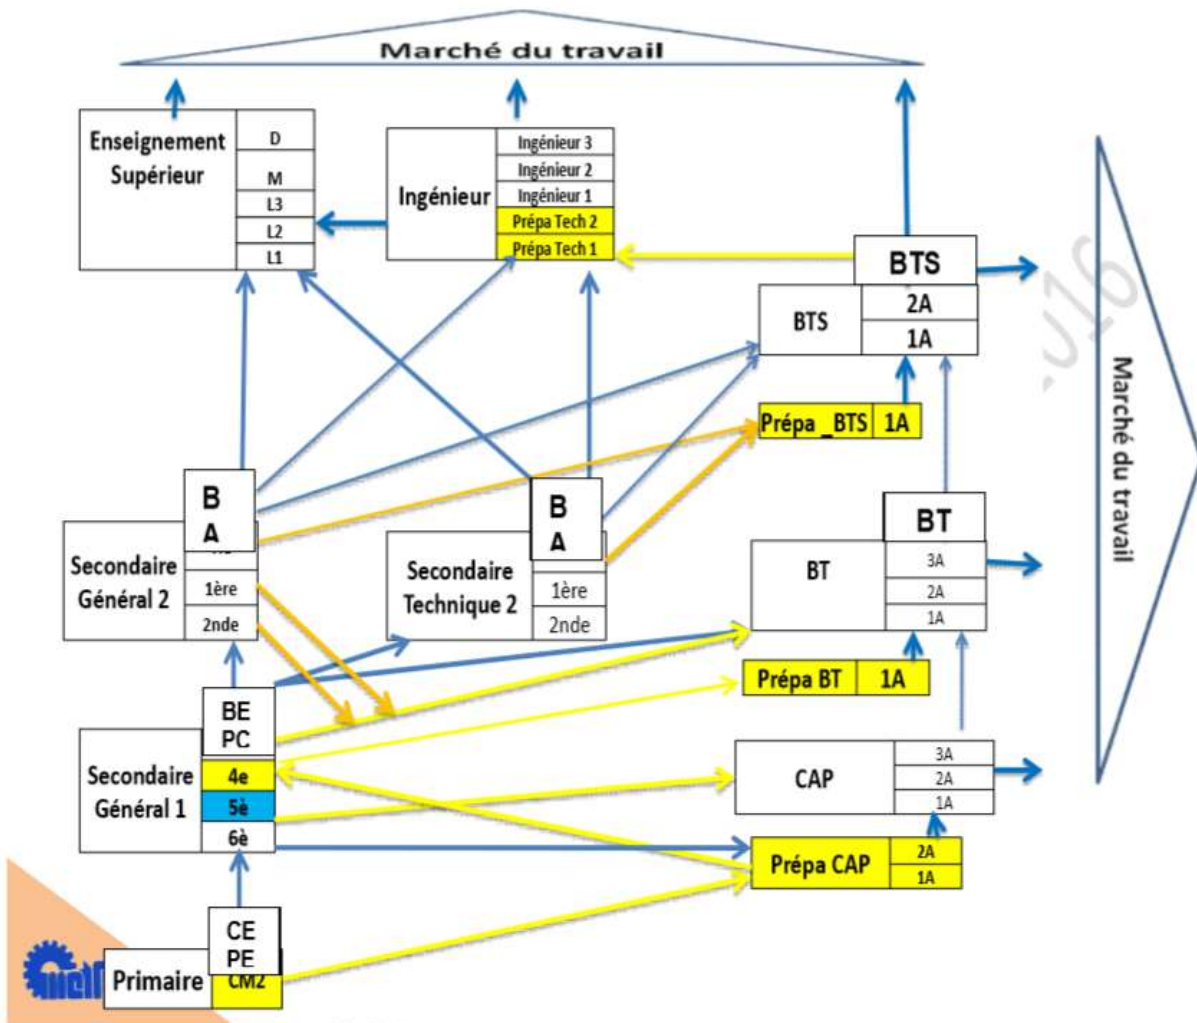 Marché du travail
Enseignement
Supérieur
D
M
L3
L2
L1
Ingénieur
Ingénieur 3
Ingénieur 2
Ingénieur 1
Prépa Tech 2
Prépa Tech 1
BTS
BTS
2A
1A
Prépa _BTS 1A
Marché du travail
B
A
Secondaire
Général 2
1ère
2nde
B
A
Secondaire
Technique 2
1ère
2nde
BT
BT
3A
2A
1A
Prépa BT 1A
BE
PC
Secondaire
Général 1
4e
5è
6è
CAP
3A
2A
1A
Prépa CAP
2A
1A
CE
PE
Primaire
CM2